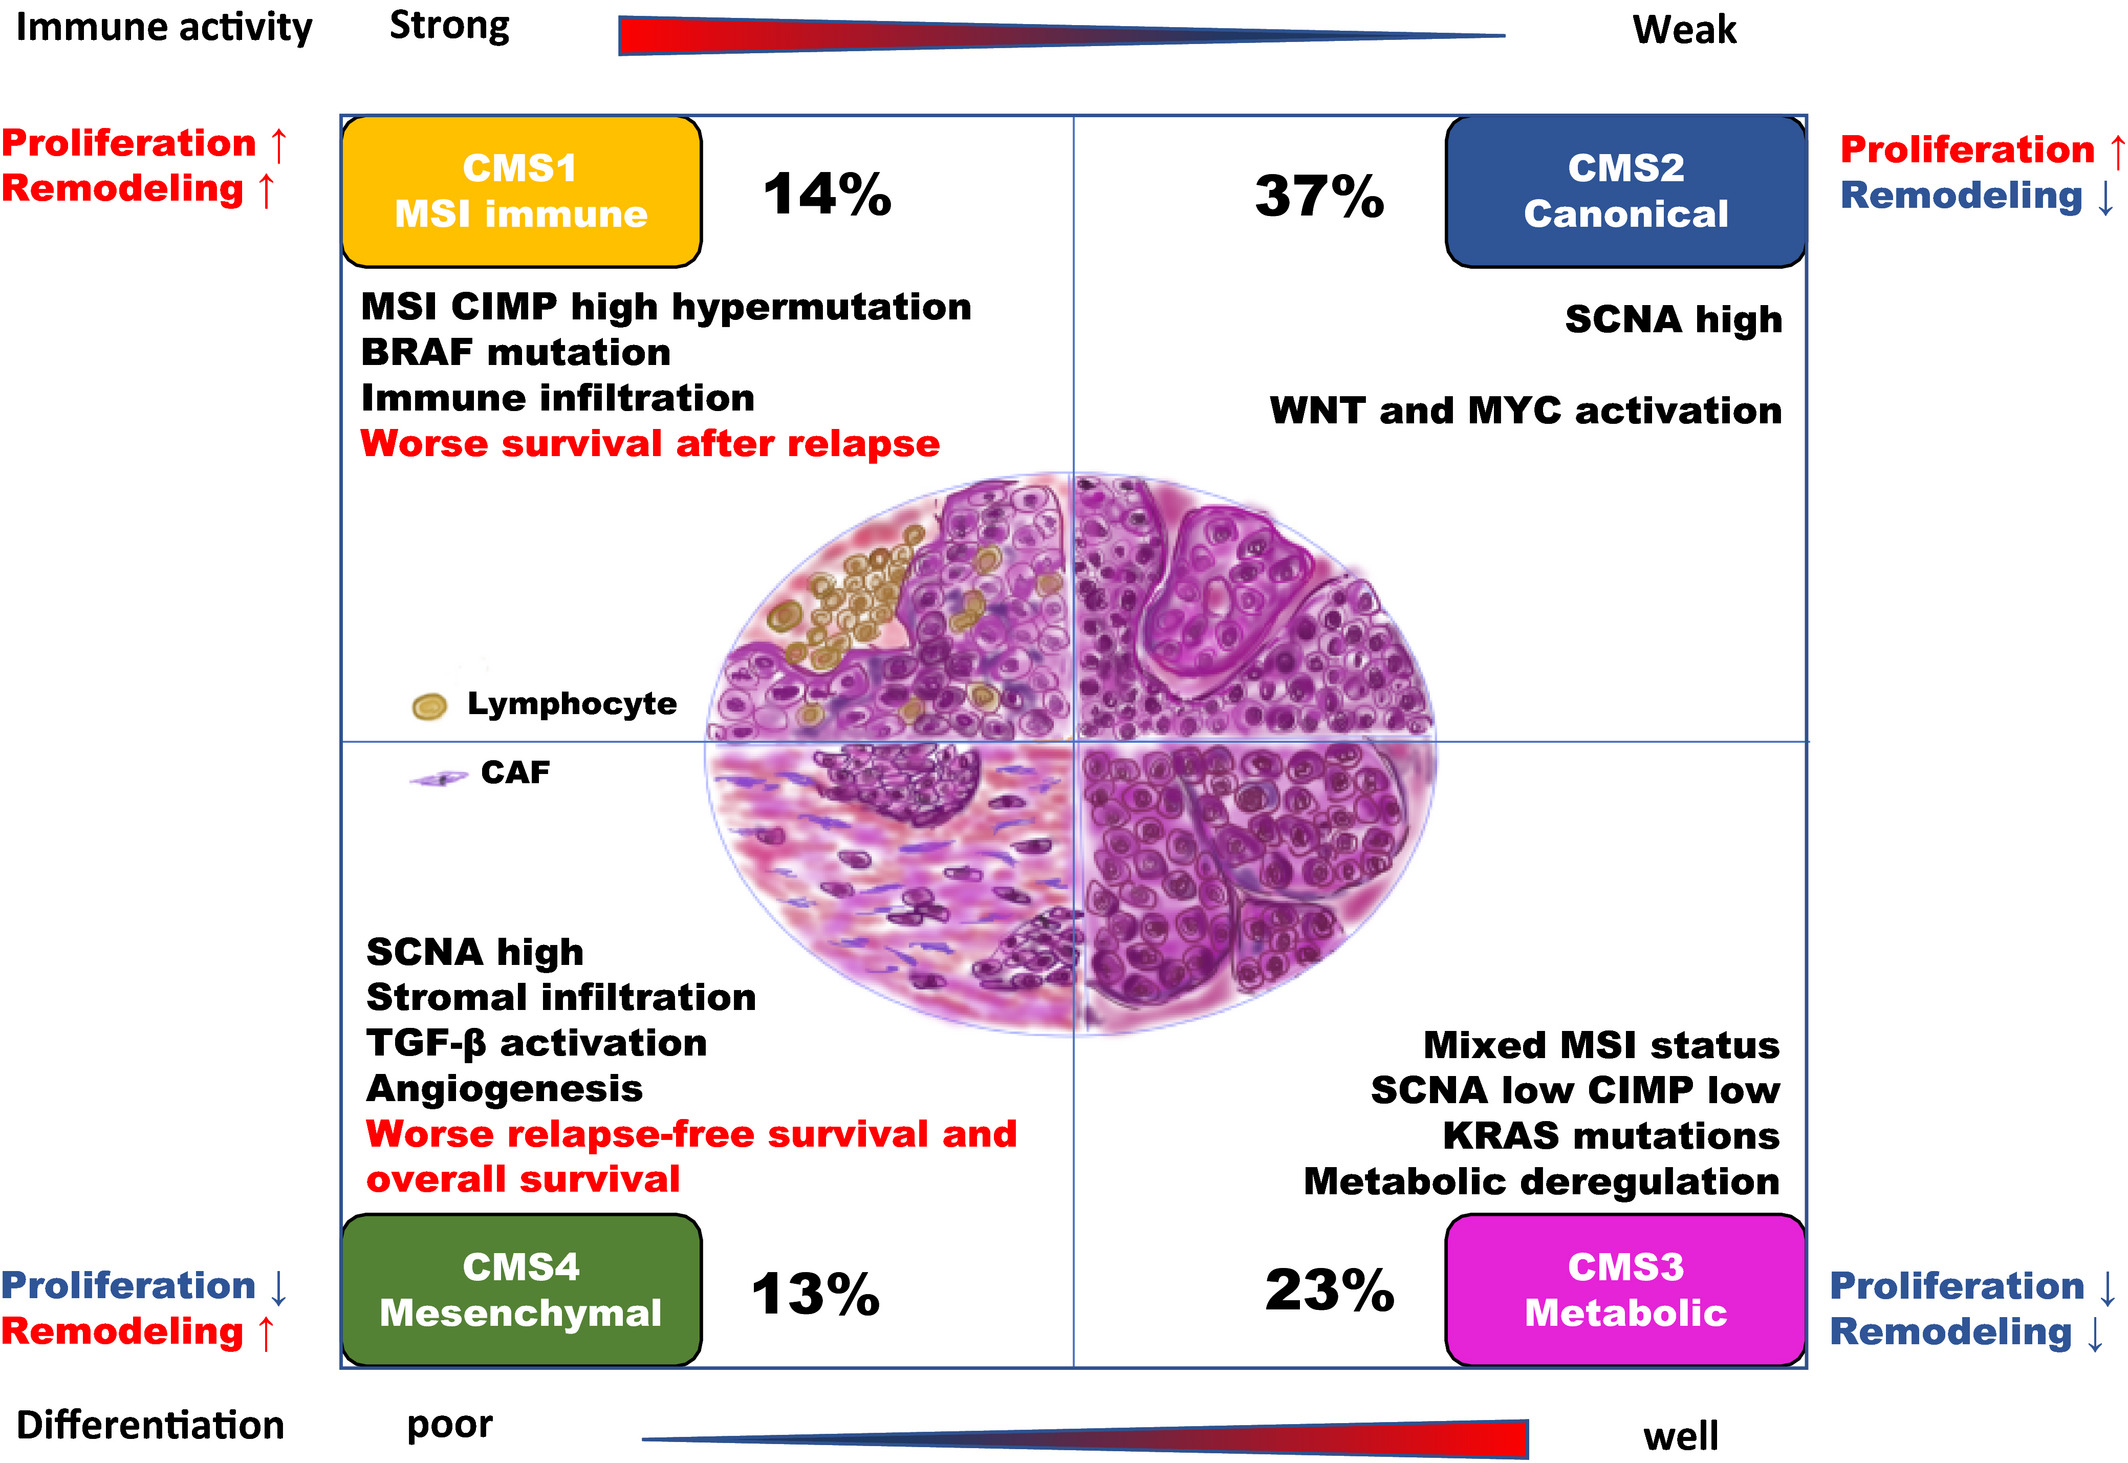 Immune activity Strong Weak
Proliferation ↑
Remodeling ↑
CMS1
MSI immune
14%
37%
CMS2
Canonical
Proliferation ↑
Remodeling ↓
MSI CIMP high hypermutation
BRAF mutation
Immune infiltration
Worse survival after relapse
SCNA high
WNT and MYC activation
Lymphocyte
CAF
SCNA high
Stromal infiltration
TGF-β activation
Angiogenesis
Worse relapse-free survival and
overall survival
Mixed MSI status
SCNA low CIMP low
KRAS mutations
Metabolic deregulation
Proliferation ↓
Remodeling ↑
CMS4
Mesenchymal
13%
23%
CMS3
Metabolic
Proliferation ↓
Remodeling ↓
Differentiation poor well